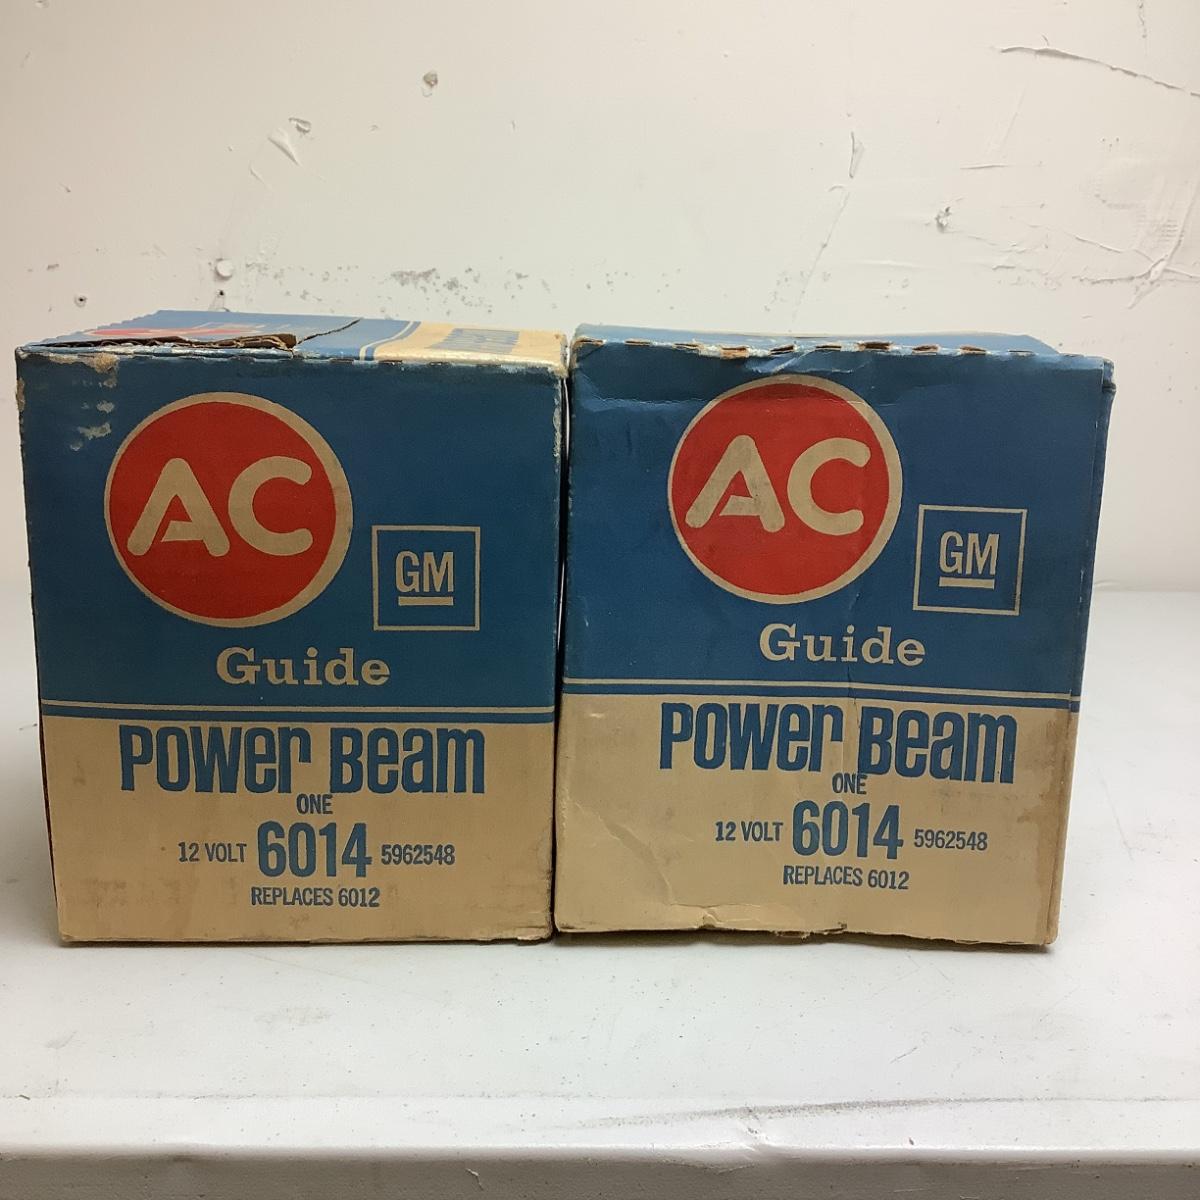 AC
GM
Guide
POWER BEAM
ONE
12 VOLT 6014 5962548
REPLACES 6012
AC
GM
Guide
POWER BEAM
ONE
12 VOLT 6014 5962548
REPLACES 6012